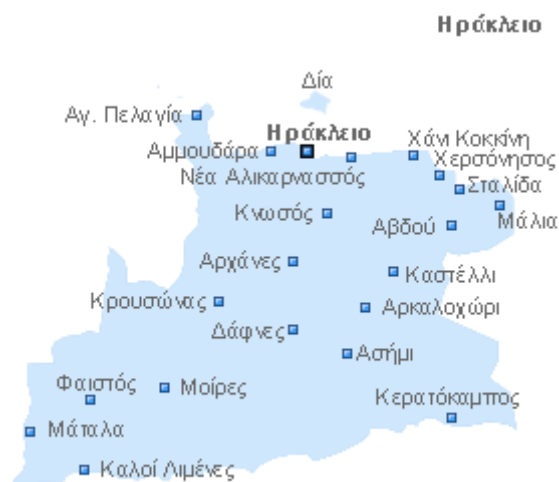 Ηράκλειο
Δία
Αγ. Πελαγία
Ηράκλειο
Αμμουδάρα
Χάνι Κοκκίνη
Χερσόνησος
Νέα Αλικαρνασσός
Σταλίδα
Κνωσός
Αβδού
Μάλια
Αρχάνες
Καστέλλι
Κρουσώνας
Αρκαλοχώρι
Δάφνες
Ασήμι
Φαιστός
Μοίρες
Κερατόκαμπος
Μάταλα
Καλοί Λιμένες